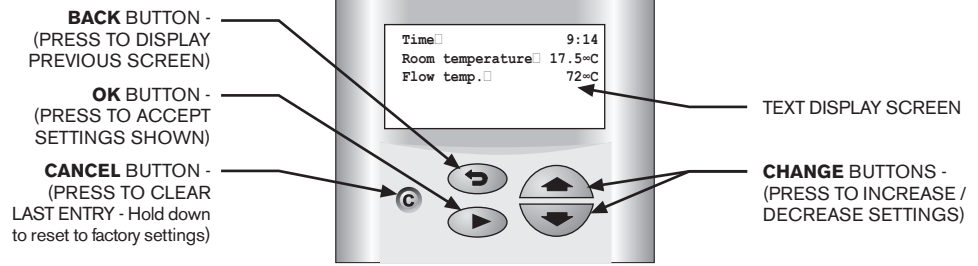 BACK BUTTON -
(PRESS TO DISPLAY
PREVIOUS SCREEN)
OK BUTTON -
(PRESS TO ACCEPT
SETTINGS SHOWN)
CANCEL BUTTON -
(PRESS TO CLEAR
LAST ENTRY - Hold down
to reset to factory settings)
Time□ 9:14
Room temperature□ 17.5∞C
Flow temp.□ 72∞C
C
TEXT DISPLAY SCREEN
CHANGE BUTTONS -
(PRESS TO INCREASE /
DECREASE SETTINGS)